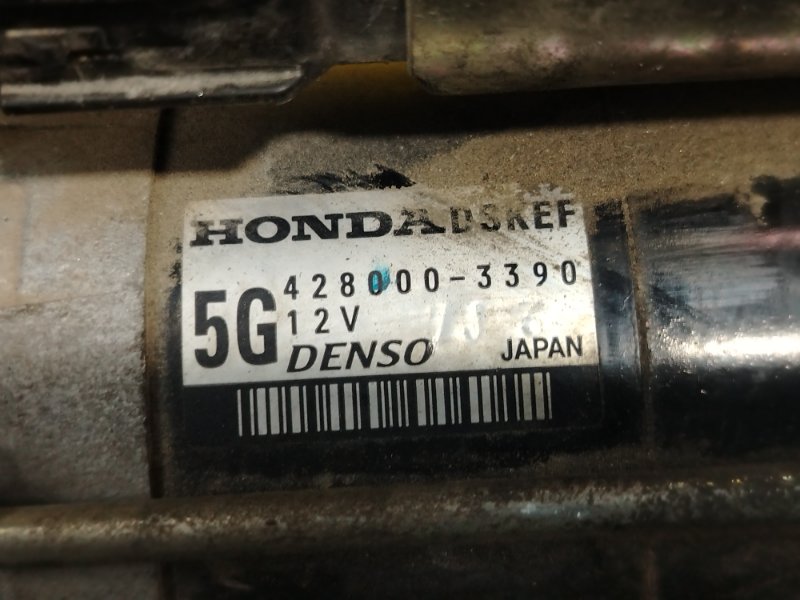 HONDA DSKEF
5G 428000-3390
12V
DENSO JAPAN